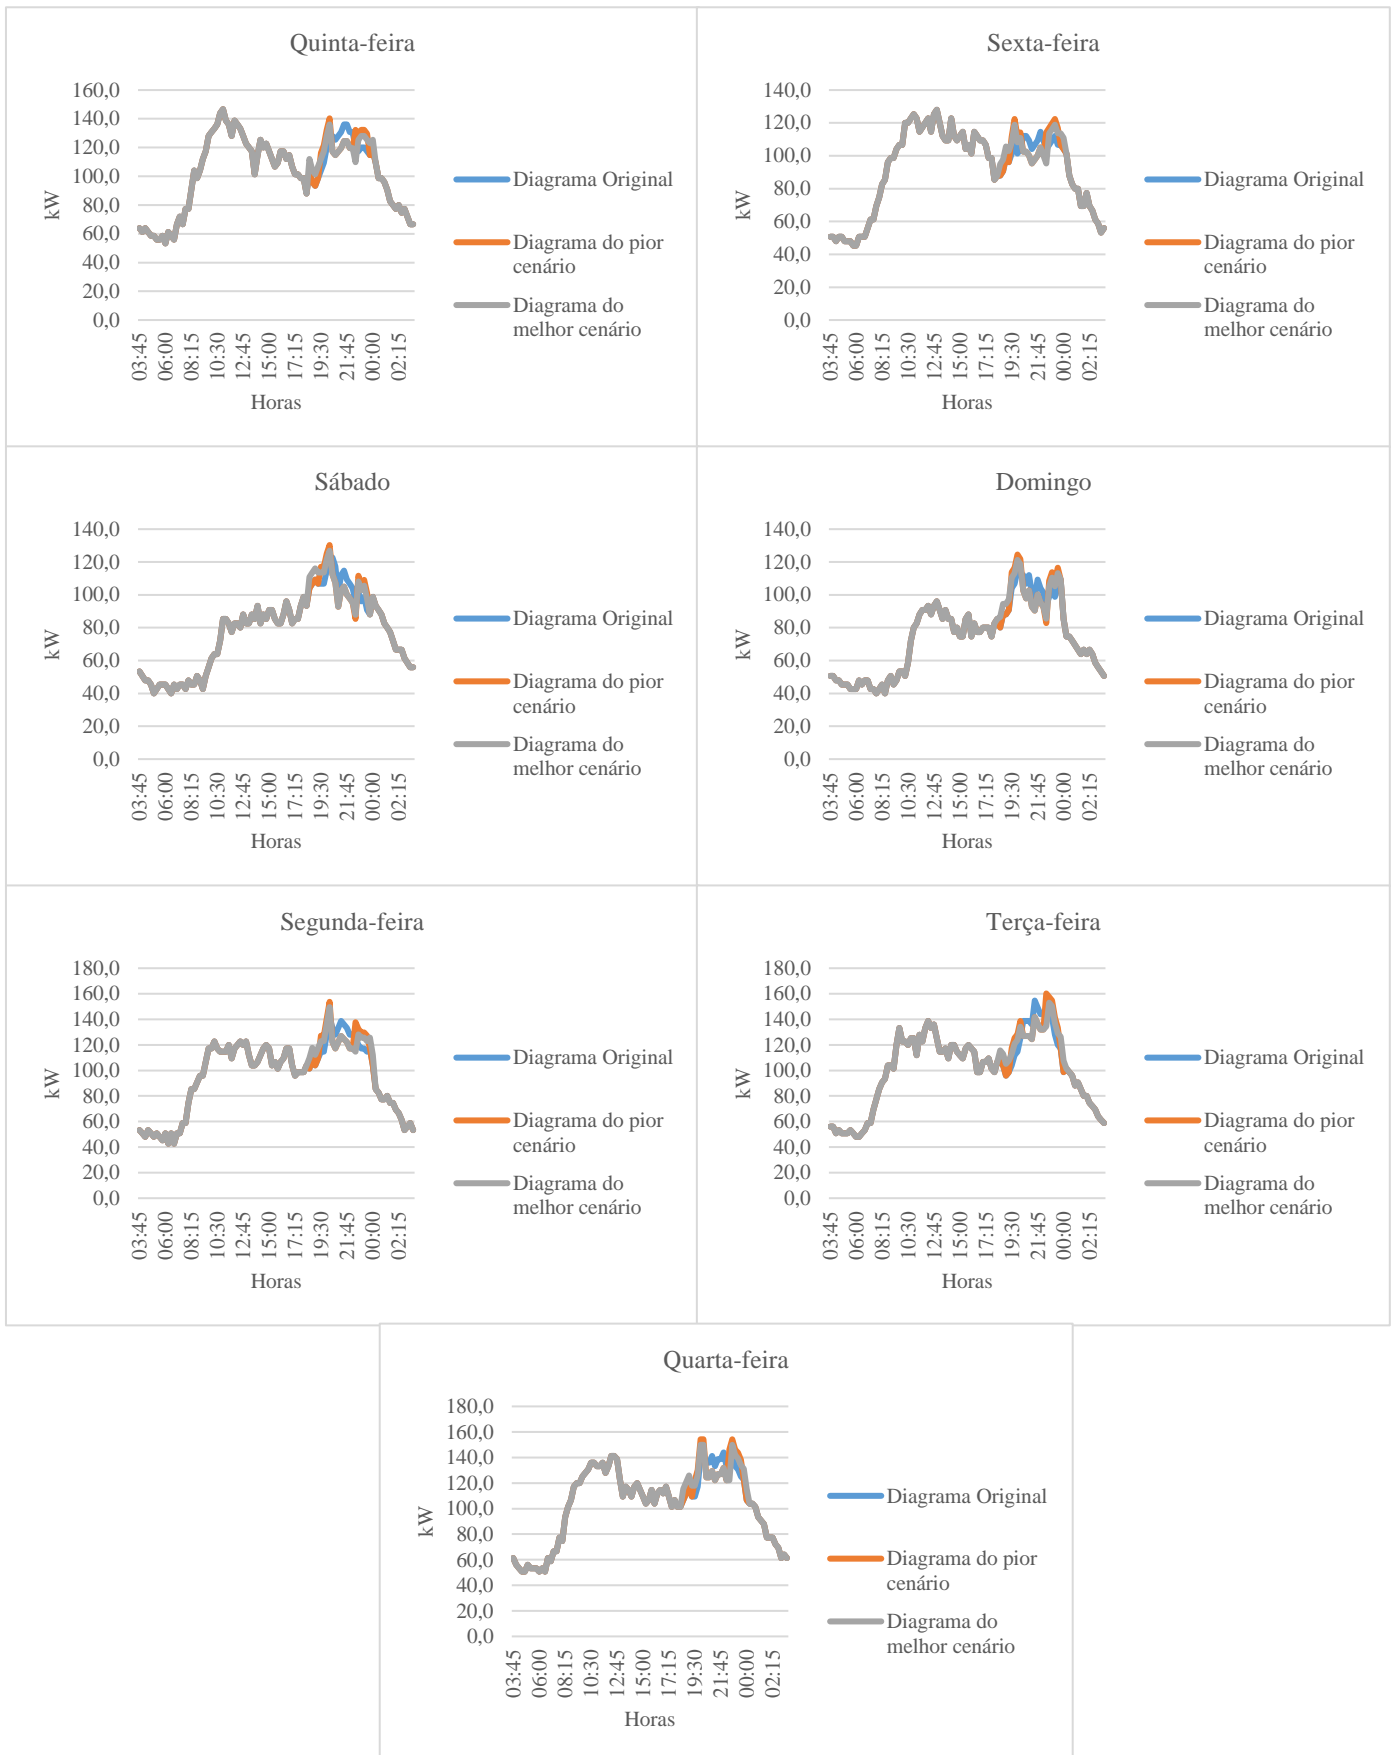 Quinta-feira
160,0
140,0
120,0
100,0
80,0
60,0
40,0
20,0
0,0
kW
03:45
06:00
08:15
10:30
12:45
15:00
17:15
19:30
21:45
00:00
02:15
Horas
Diagrama Original
Diagrama do pior
cenário
Diagrama do
melhor cenário
Sexta-feira
140,0
120,0
100,0
80,0
60,0
40,0
20,0
0,0
kW
03:45
06:00
08:15
10:30
12:45
15:00
17:15
19:30
21:45
00:00
02:15
Horas
Diagrama Original
Diagrama do pior
cenário
Diagrama do
melhor cenário
Sábado
140,0
120,0
100,0
80,0
60,0
40,0
20,0
0,0
kW
03:45
06:00
08:15
10:30
12:45
15:00
17:15
19:30
21:45
00:00
02:15
Horas
Diagrama Original
Diagrama do pior
cenário
Diagrama do
melhor cenário
Domingo
140,0
120,0
100,0
80,0
60,0
40,0
20,0
0,0
kW
03:45
06:00
08:15
10:30
12:45
15:00
17:15
19:30
21:45
00:00
02:15
Horas
Diagrama Original
Diagrama do pior
cenário
Diagrama do
melhor cenário
Segunda-feira
180,0
160,0
140,0
120,0
100,0
80,0
60,0
40,0
20,0
0,0
kW
03:45
06:00
08:15
10:30
12:45
15:00
17:15
19:30
21:45
00:00
02:15
Horas
Diagrama Original
Diagrama do pior
cenário
Diagrama do
melhor cenário
Terça-feira
180,0
160,0
140,0
120,0
100,0
80,0
60,0
40,0
20,0
0,0
kW
03:45
06:00
08:15
10:30
12:45
15:00
17:15
19:30
21:45
00:00
02:15
Horas
Diagrama Original
Diagrama do pior
cenário
Diagrama do
melhor cenário
Quarta-feira
180,0
160,0
140,0
120,0
100,0
80,0
60,0
40,0
20,0
0,0
kW
03:45
06:00
08:15
10:30
12:45
15:00
17:15
19:30
21:45
00:00
02:15
Horas
Diagrama Original
Diagrama do pior
cenário
Diagrama do
melhor cenário